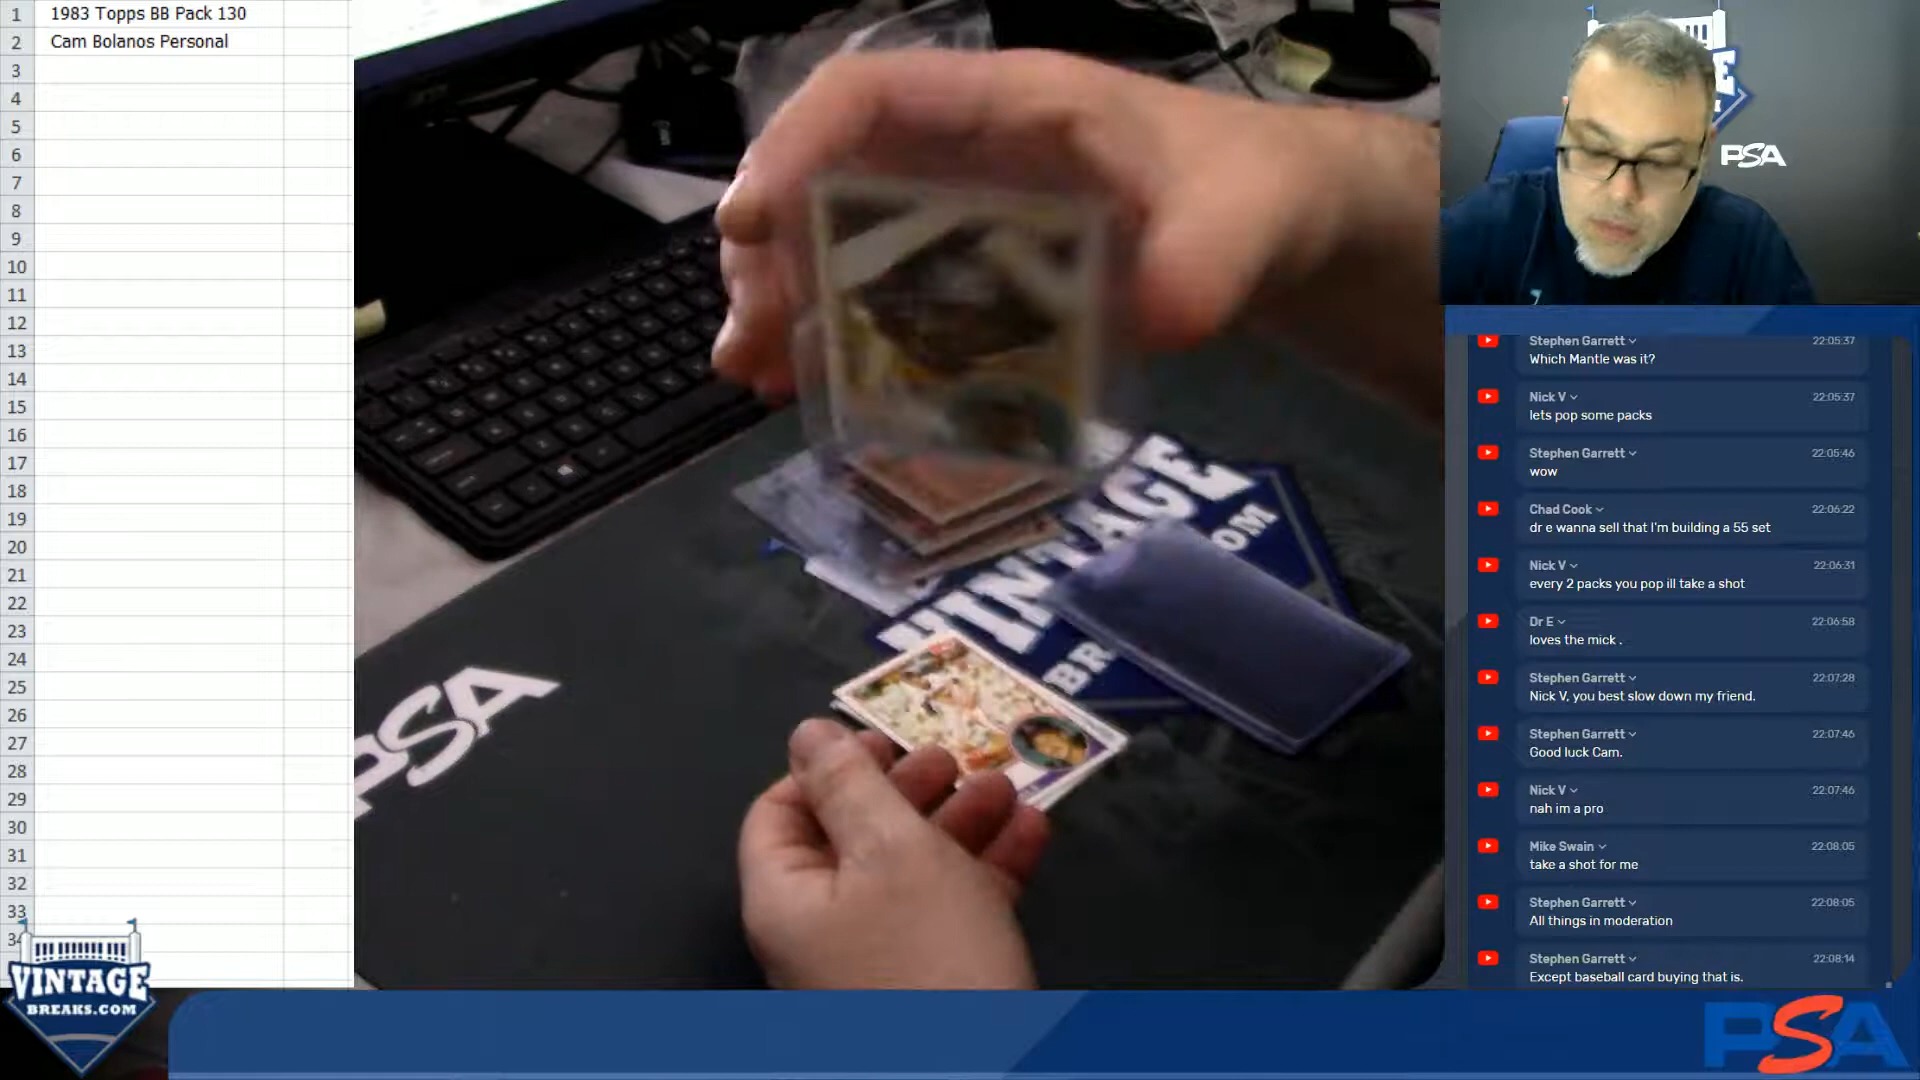 1 1983 Topps BB Pack 130
2 Cam Bolanos Personal
3
4
5
6
7
8
9
10
11
12
13
14
15
16
17
18
19
20
21
22
23
24
25
26
27
28
29
30
31
32
33
34
VINTAGE
BREAKS.COM
PSA
VINTAGE
BR
OM
PSA
Stephen Garrett 22:05:37
Which Mantle was it?
Nick V 22:05:37
lets pop some packs
Stephen Garrett 22:05:46
wow
Chad Cook 22:06:22
dr e wanna sell that I'm building a 55 set
Nick V 22:06:31
every 2 packs you pop ill take a shot
Dr E 22:06:58
loves the mick .
Stephen Garrett 22:07:28
Nick V, you best slow down my friend.
Stephen Garrett 22:07:46
Good luck Cam.
Nick V 22:07:46
nah im a pro
Mike Swain 22:08:05
take a shot for me
Stephen Garrett 22:08:05
All things in moderation
Stephen Garrett 22:08:14
Except baseball card buying that is.
PSA